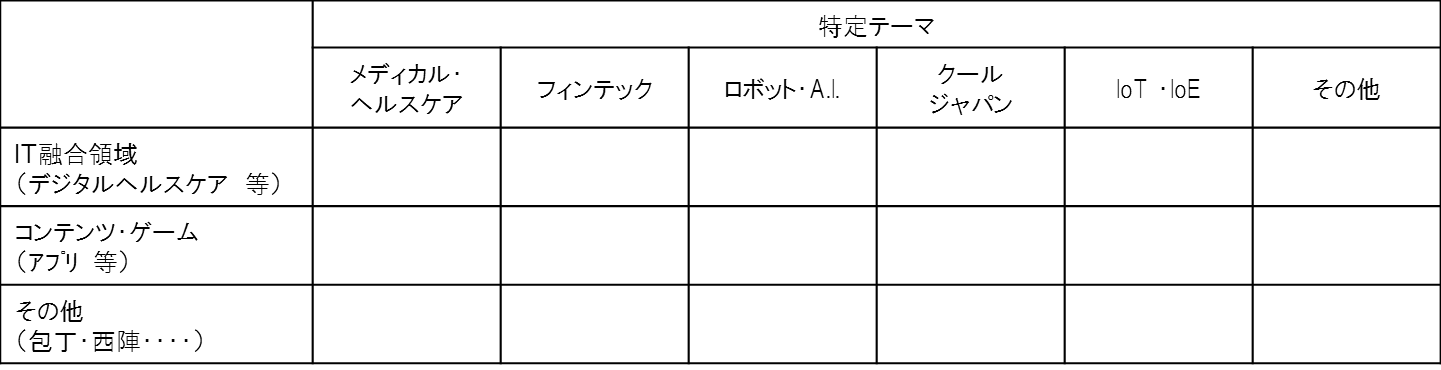 特定テーマ
メディカル・
ヘルスケア
フィンテック
ロボット・A.I.
クール
ジャパン
IoT ・IoE
その他
IT融合領域
（デジタルヘルスケア　等）
コンテンツ・ゲーム
（アプリ　等）
その他
（包丁・西陣・・・・）